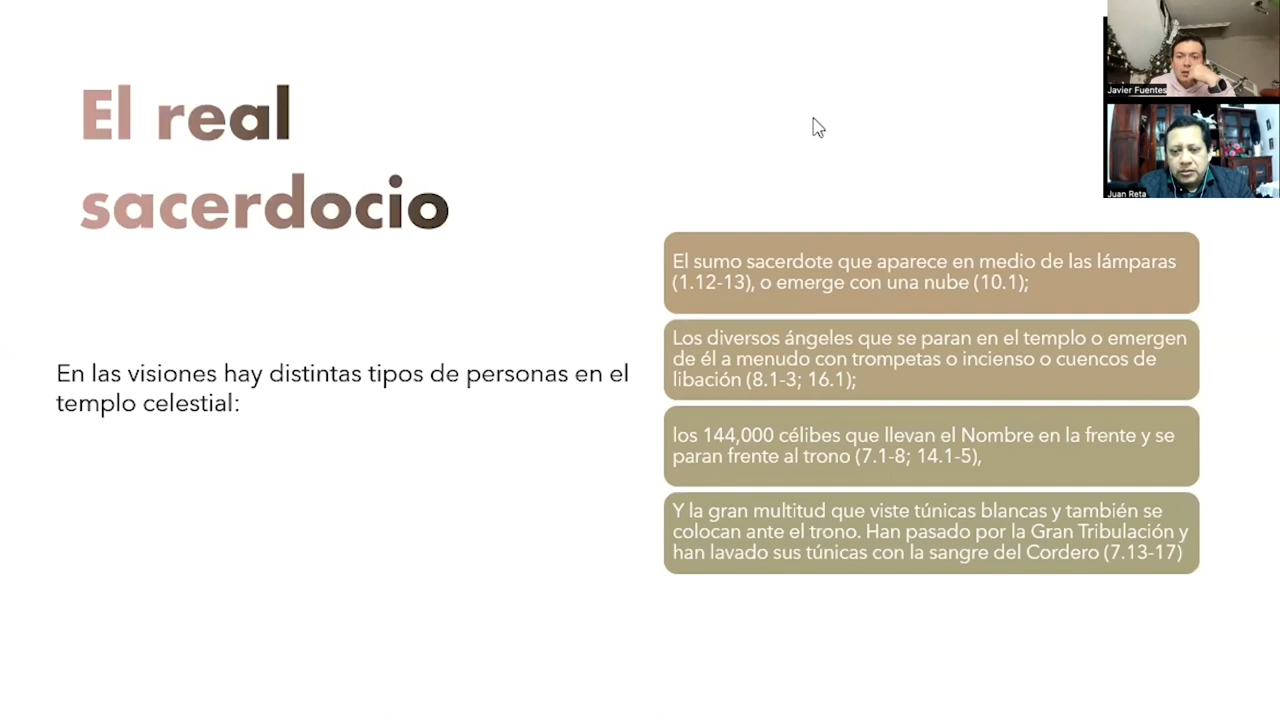 El real
sacerdocio
Javier Fuentes
Juan Reta
En las visiones hay distintas tipos de personas en el
templo celestial:
El sumo sacerdote que aparece en medio de las lámparas
(1.12-13), o emerge con una nube (10.1);
Los diversos ángeles que se paran en el templo o emergen
de él a menudo con trompetas o incienso o cuencos de
libación (8.1-3; 16.1);
los 144,000 célibes que llevan el Nombre en la frente y se
paran frente al trono (7.1-8; 14.1-5),
Y la gran multitud que viste túnicas blancas y también se
colocan ante el trono. Han pasado por la Gran Tribulación y
han lavado sus túnicas con la sangre del Cordero (7.13-17)